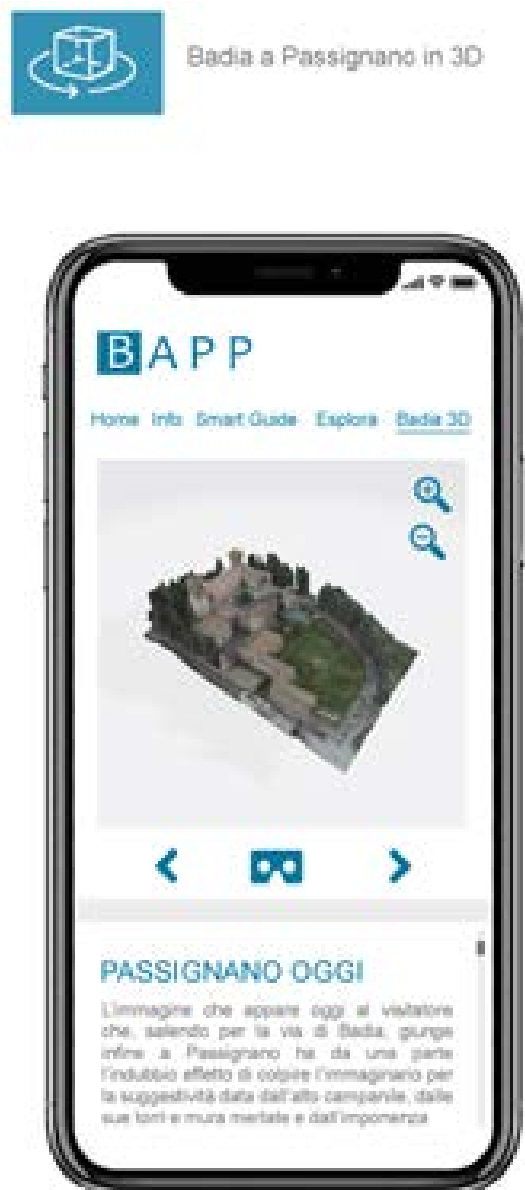 Badia a Passignano in 3D
BAPP
Home Info Smart Guide Esplora Badia 3D
PASSIGNANO OGGI
L'immagine che appare oggi al visitatore
che, salendo per la via di Badia, giunge
infine a Passignano ha da una parte
l'indubbio effetto di colpire l'immaginario per
la suggestività data dall'alto campanile, dalle
sue torri e mura merlate e dall'imponenza